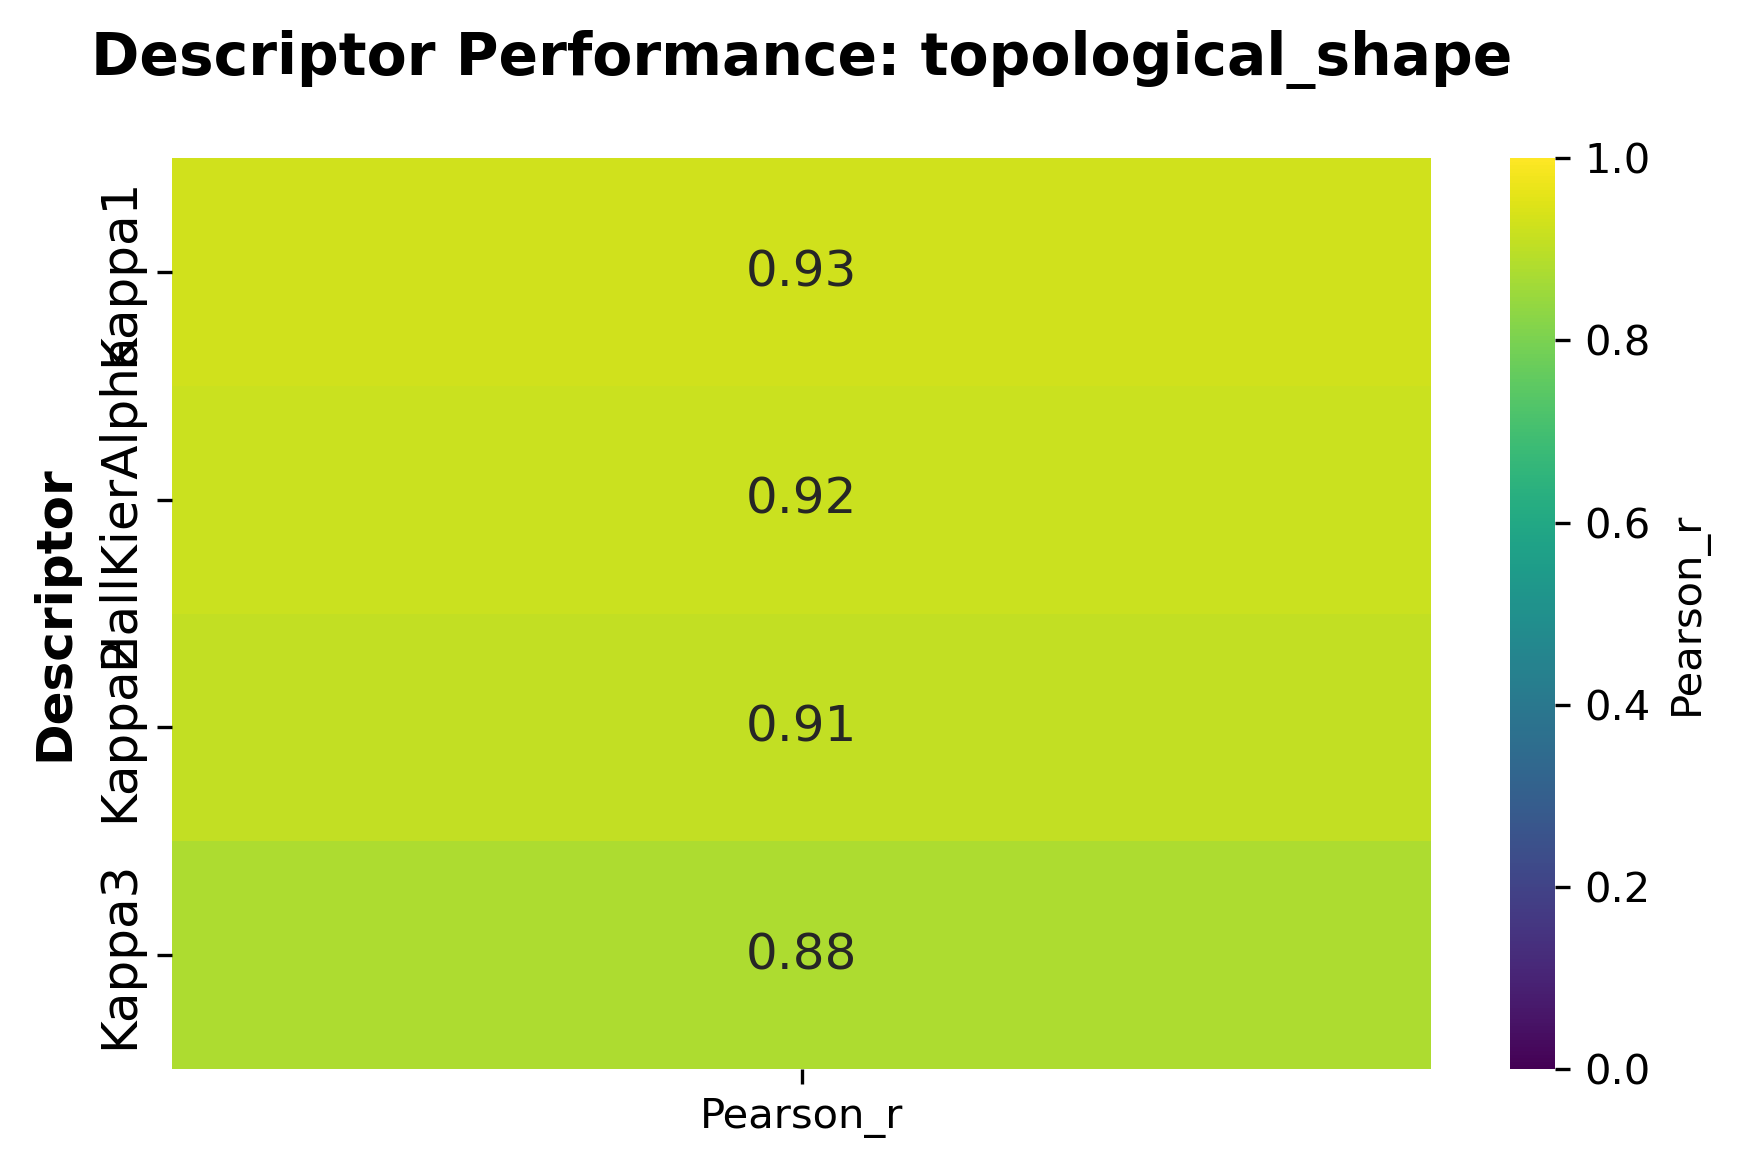 Descriptor Performance: topological_shape
Descriptor
Kappa1
HallKierAlpha
Kappa2
Kappa3
0.93
0.92
0.91
0.88
Pearson_r
1.0
0.8
0.6
0.4
0.2
0.0
Pearson_r